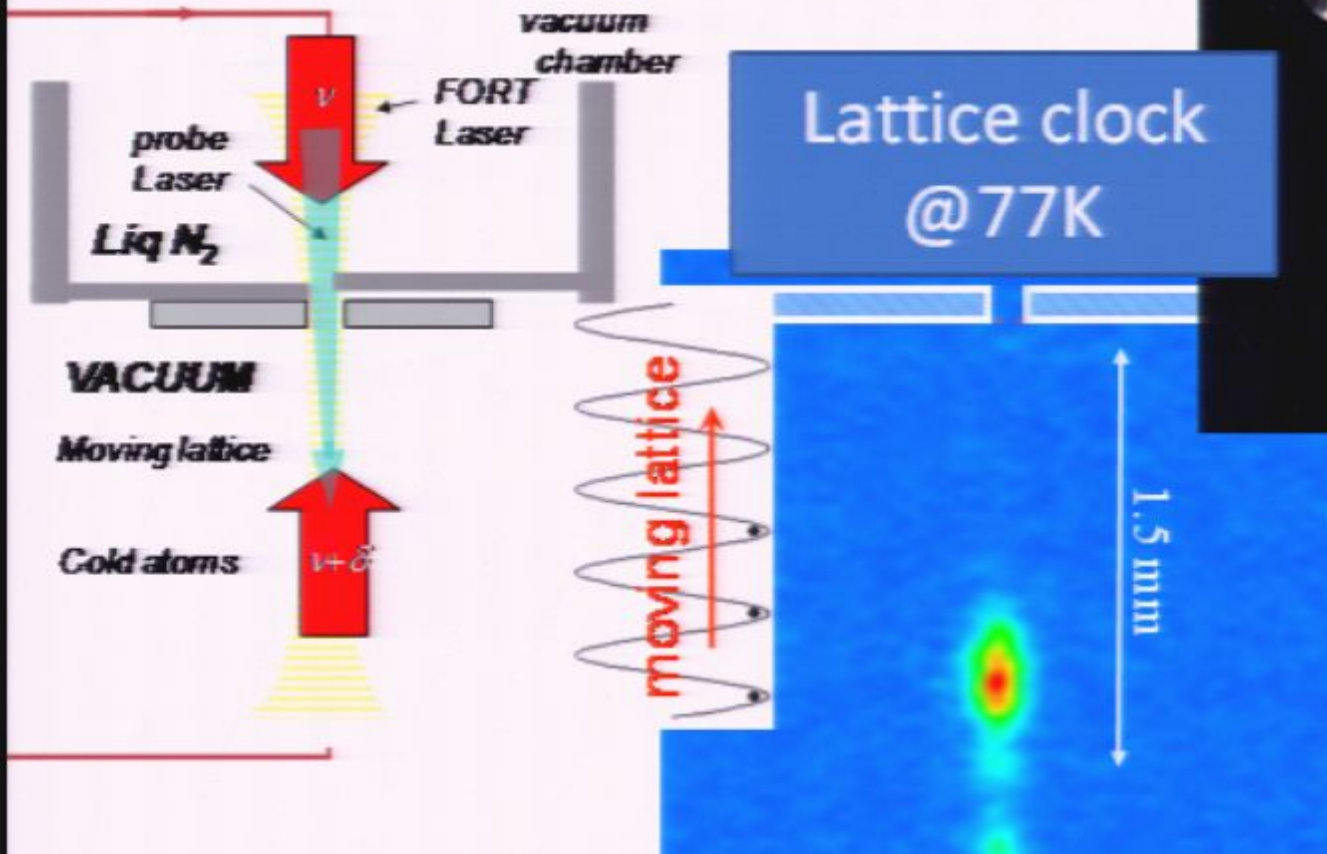 vacuum
chamber
ν
FORT
Laser
probe
Laser
Liq N₂
VACUUM
Moving lattice
Cold atoms
ν+δ
moving lattice
Lattice clock
@77K
1.5 mm